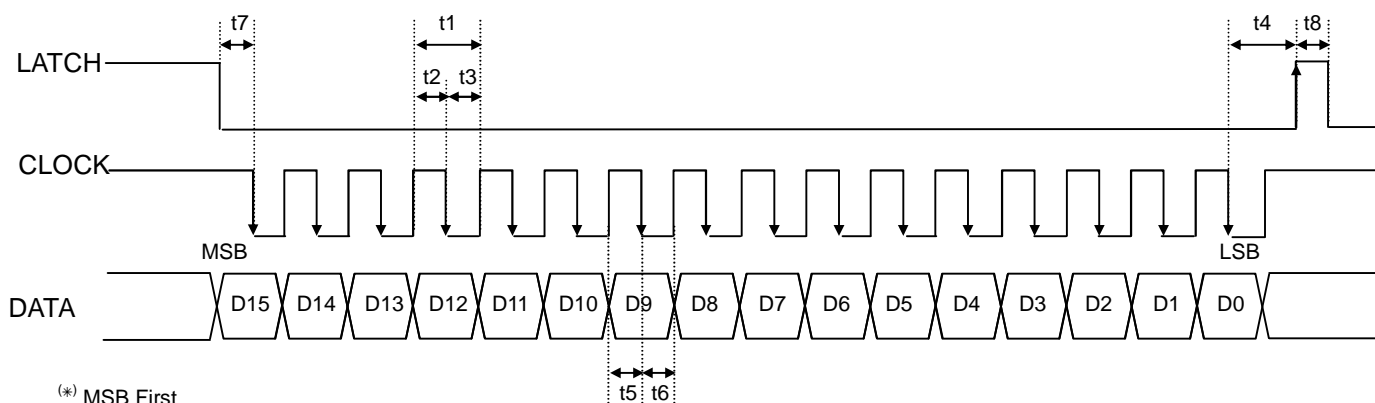 t7 t1 t4 t8
LATCH
t2 t3
CLOCK
MSB LSB
DATA D15 D14 D13 D12 D11 D10 D9 D8 D7 D6 D5 D4 D3 D2 D1 D0
t5 t6
(*) MSB First